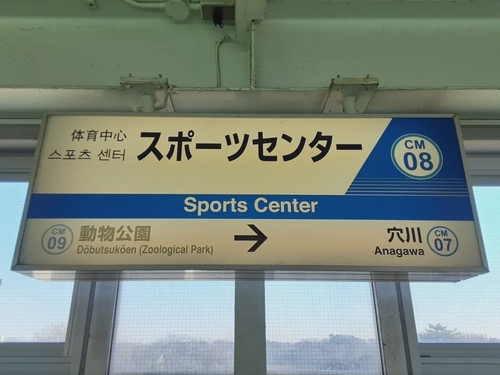 体育中心
스포츠 센터
スポーツセンター
CM
08
Sports Center
CM
09
動物公園
Dōbutsukōen (Zoological Park)
→
穴川
Anagawa
CM
07